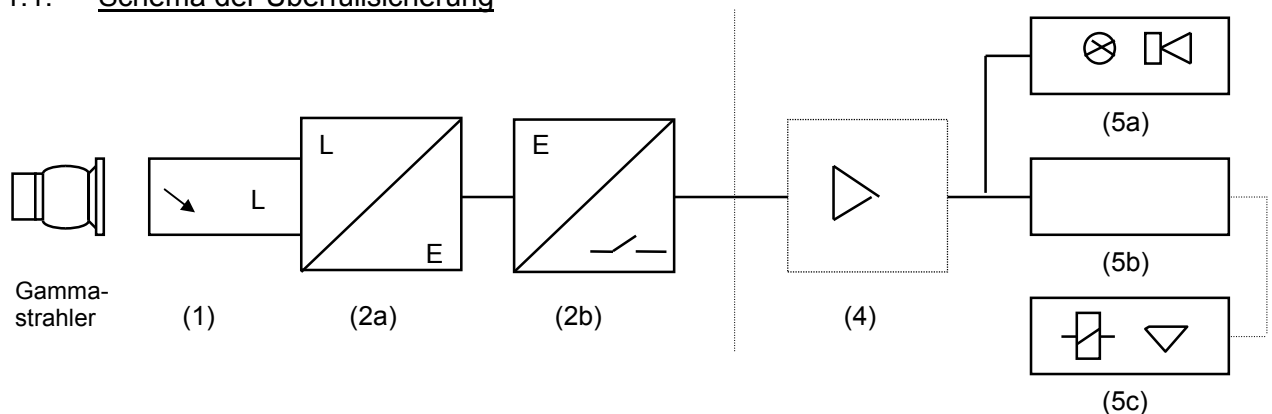 1.1. Schema der Überfüllsicherung
(5a)
L
E
L
E
(5b)
Gamma-
strahler
(1)
(2a)
(2b)
(4)
(5c)